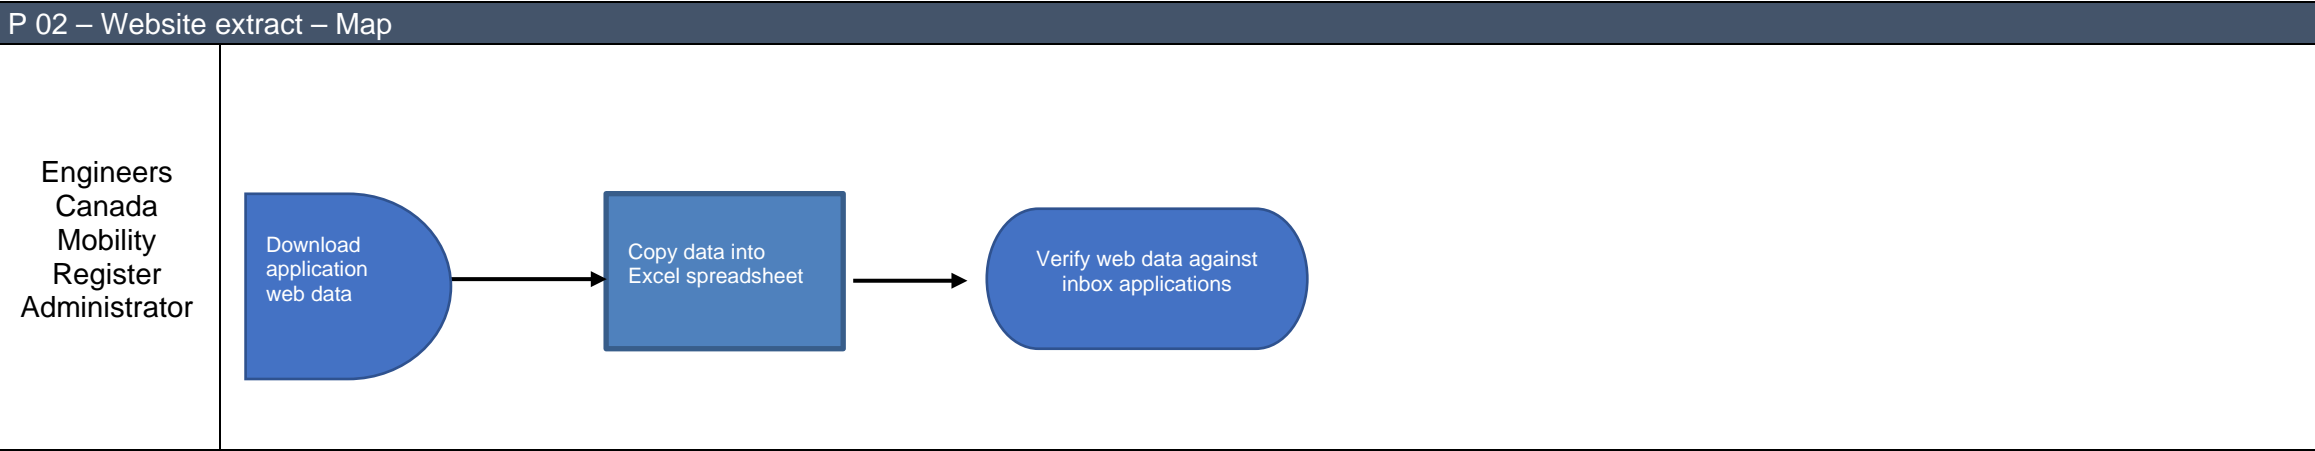 P 02 – Website extract – Map
Engineers
Canada
Mobility
Register
Administrator
Download
application
web data
Copy data into
Excel spreadsheet
Verify web data against
inbox applications